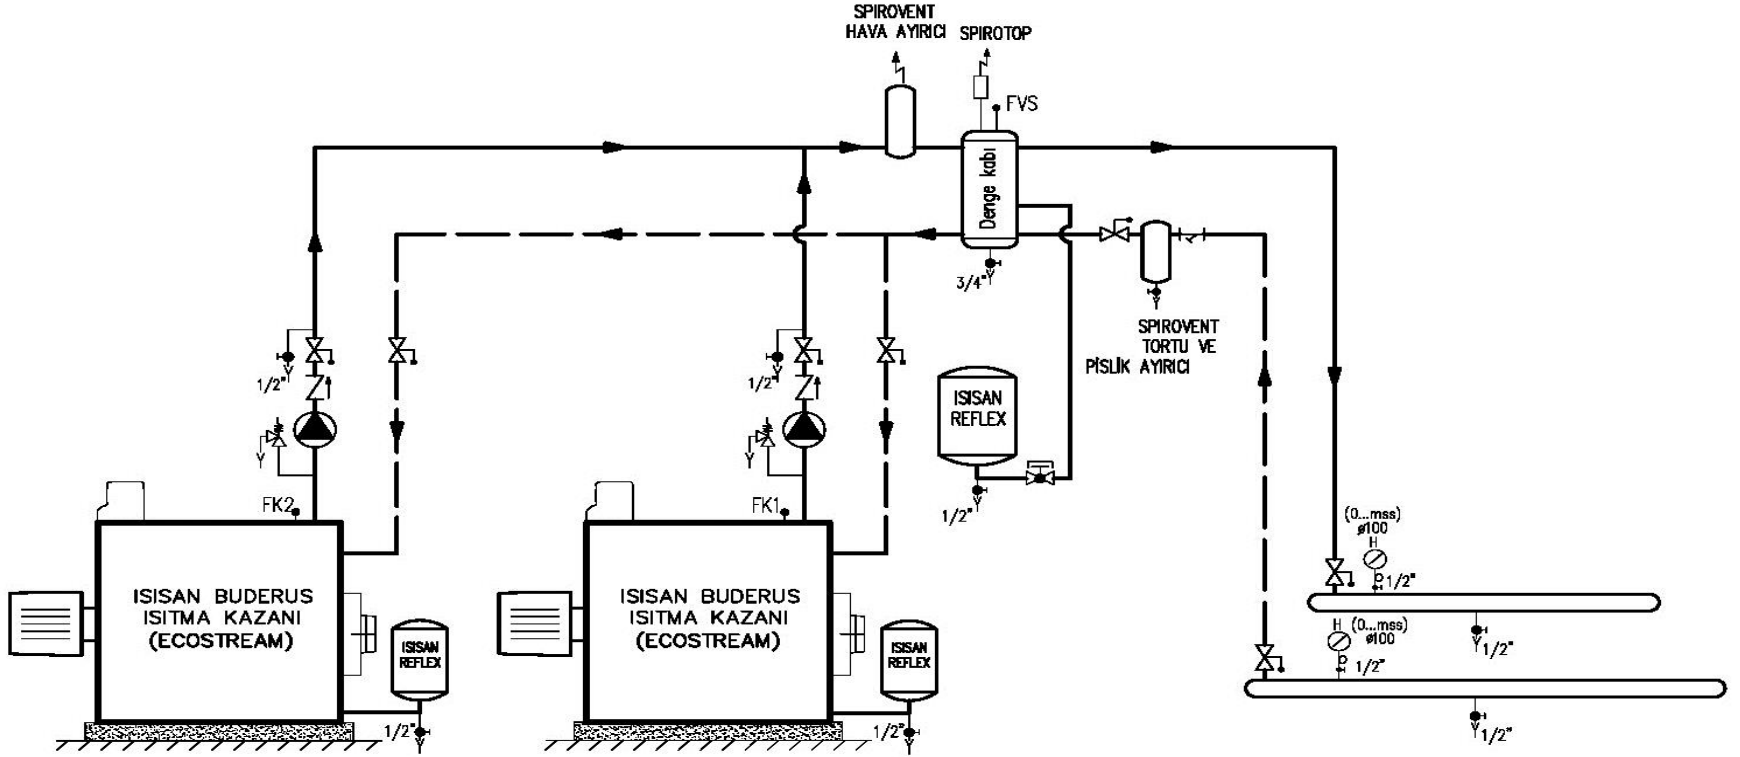 SPIROVENT
HAVA AYIRICI
SPIROTOP
FVS
Denge kabı
3/4"
SPIROVENT
TORTU VE
PİSLİK AYIRICI
1/2"
1/2"
ISISAN
REFLEX
1/2"
FK2
FK1
ISISAN BUDERUS
ISITMA KAZANI
(ECOSTREAM)
ISISAN
REFLEX
1/2"
ISISAN BUDERUS
ISITMA KAZANI
(ECOSTREAM)
ISISAN
REFLEX
1/2"
(0...mss)
ø100
H
1/2"
H (0...mss)
ø100
1/2"
1/2"
1/2"